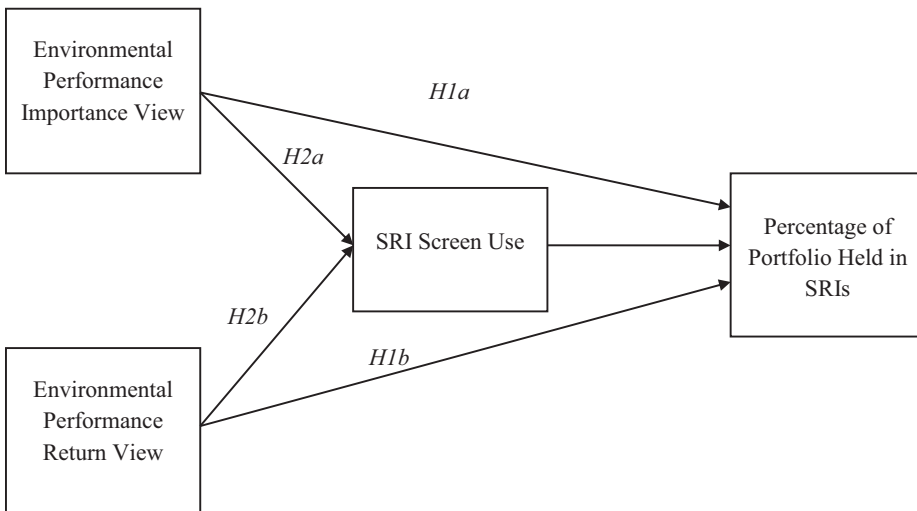 Environmental
Performance
Importance View
H1a
H2a
SRI Screen Use
Percentage of
Portfolio Held in
SRIs
H2b
H1b
Environmental
Performance
Return View